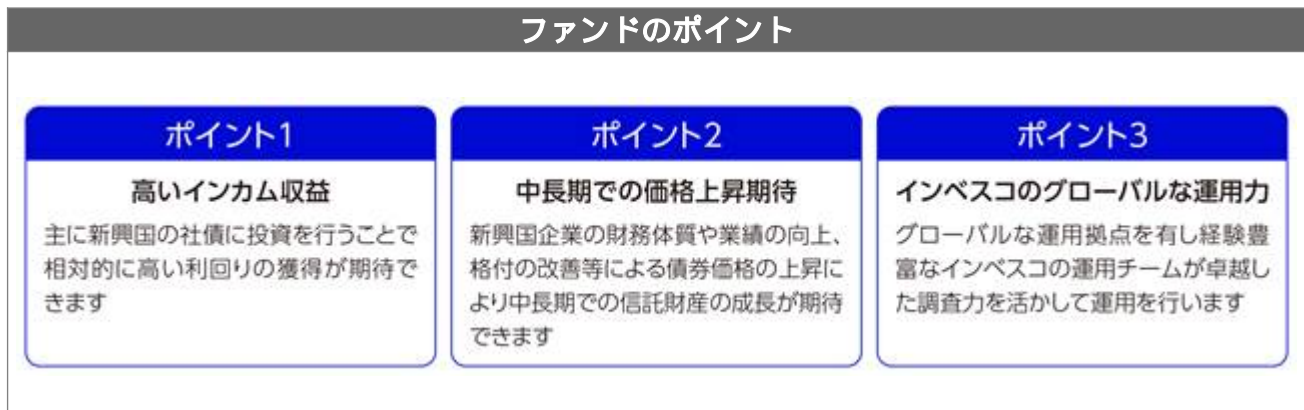 ファンドのポイント
ポイント1
高いインカム収益
主に新興国の社債に投資を行うことで
相対的に高い利回りの獲得が期待で
きます
ポイント2
中長期での価格上昇期待
新興国企業の財務体質や業績の向上、
格付の改善等による債券価格の上昇に
より中長期での信託財産の成長が期待
できます
ポイント3
インベスコのグローバルな運用力
グローバルな運用拠点を有し経験豊
富なインベスコの運用チームが卓越し
た調査力を活かして運用を行います